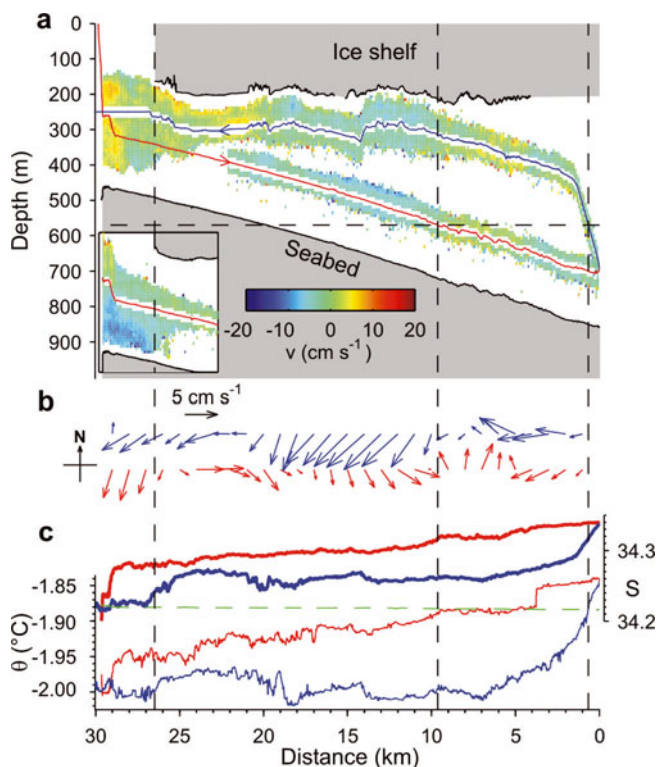 a
0
100
200
300
400
500
600
700
800
900
Depth (m)
Ice shelf
Seabed
-20 -10 0 10 20
v (cm s⁻¹)
b
5 cm s⁻¹
N
c
-1.85
-1.90
-1.95
-2.00
θ (°C)
34.3
34.2
S
30 25 20 15 10 5 0
Distance (km)